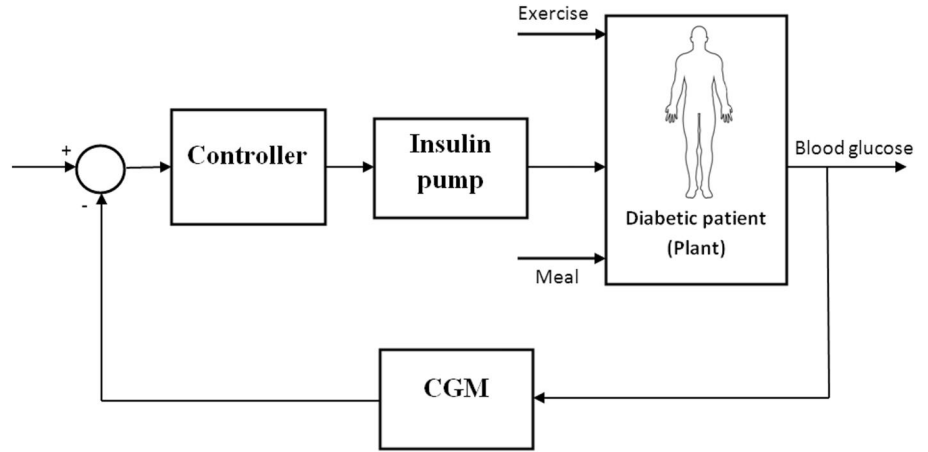 Exercise
+
Controller
Insulin
pump
Blood glucose
-
Diabetic patient
(Plant)
Meal
CGM